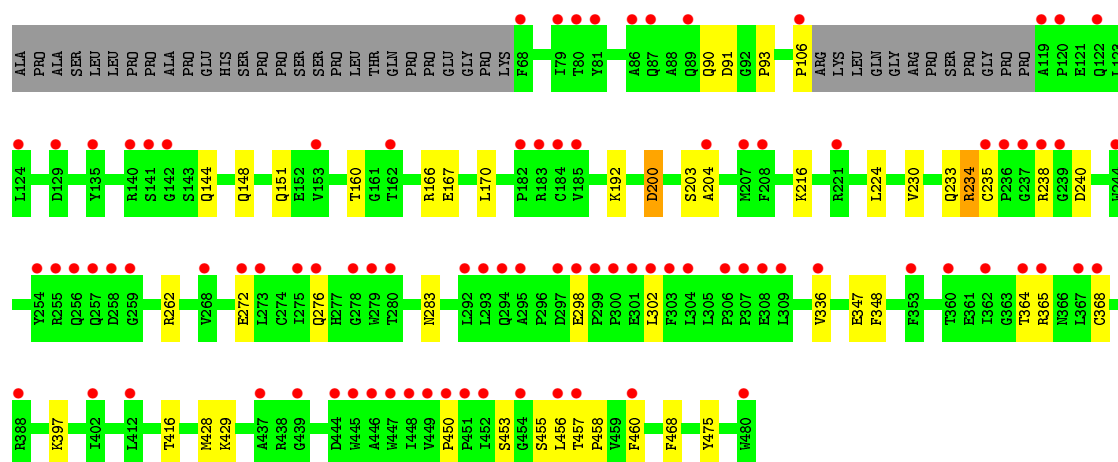 ALA PRO ALA SER LEU LEU PRO PRO ALA PRO GLU HIS SER PRO PRO SER SER PRO LEU THR GLN PRO PRO GLU GLY PRO LYS F68 I79 T80 Y81 A86 Q87 A88 Q89 Q90 D91 G92 P93 P106 ARG LYS LEU GLN GLY ARG PRO SER PRO GLY PRO PRO A119 P120 E121 Q122 L123
L124 D129 Y135 R140 S141 G142 S143 Q144 Q148 Q151 E152 V153 T160 G161 T162 R166 E167 L170 P182 R183 C184 V185 K192 D200 S203 A204 M207 F208 K216 R221 L224 V230 Q233 R234 C235 P236 G237 R238 G239 D240 W244
Y254 R255 Q256 Q257 D258 G259 R262 V268 E272 L273 C274 I275 Q276 H277 G278 W279 T280 N283 L292 L293 Q294 A295 P296 D297 E298 P299 P300 E301 L302 F303 L304 L305 P306 P307 E308 L309 V336 E347 F348 F353 T360 E361 I362 G363 T364 R365 N366 L367 C368
R388 K397 I402 L412 T416 M428 K429 A437 R438 G439 D444 W445 A446 W447 I448 V449 P450 P451 I452 S453 G454 S455 L456 T457 P458 V459 F460 F468 Y475 W480